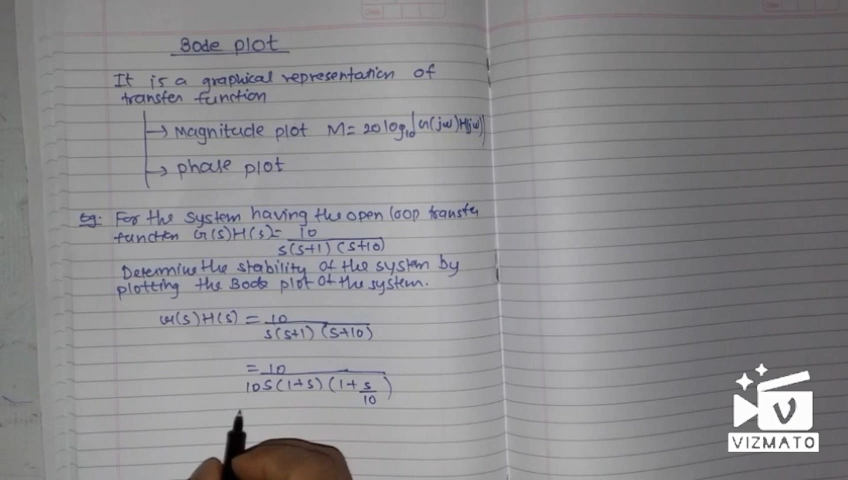 Bode plot
It is a graphical representation of
transfer function
→ Magnitude plot M = 20 log₁₀ |G(jω)H(jω)|
→ phase plot
Eg: For the system having the open loop transfer
function G(s)H(s) = 10
s(s+1) (s+10)
Determine the stability of the system by
plotting the Bode plot of the system.
G(s)H(s) = 10
s(s+1) (s+10)
= 10
10s(1+s) (1+ s/10)
VIZMATO